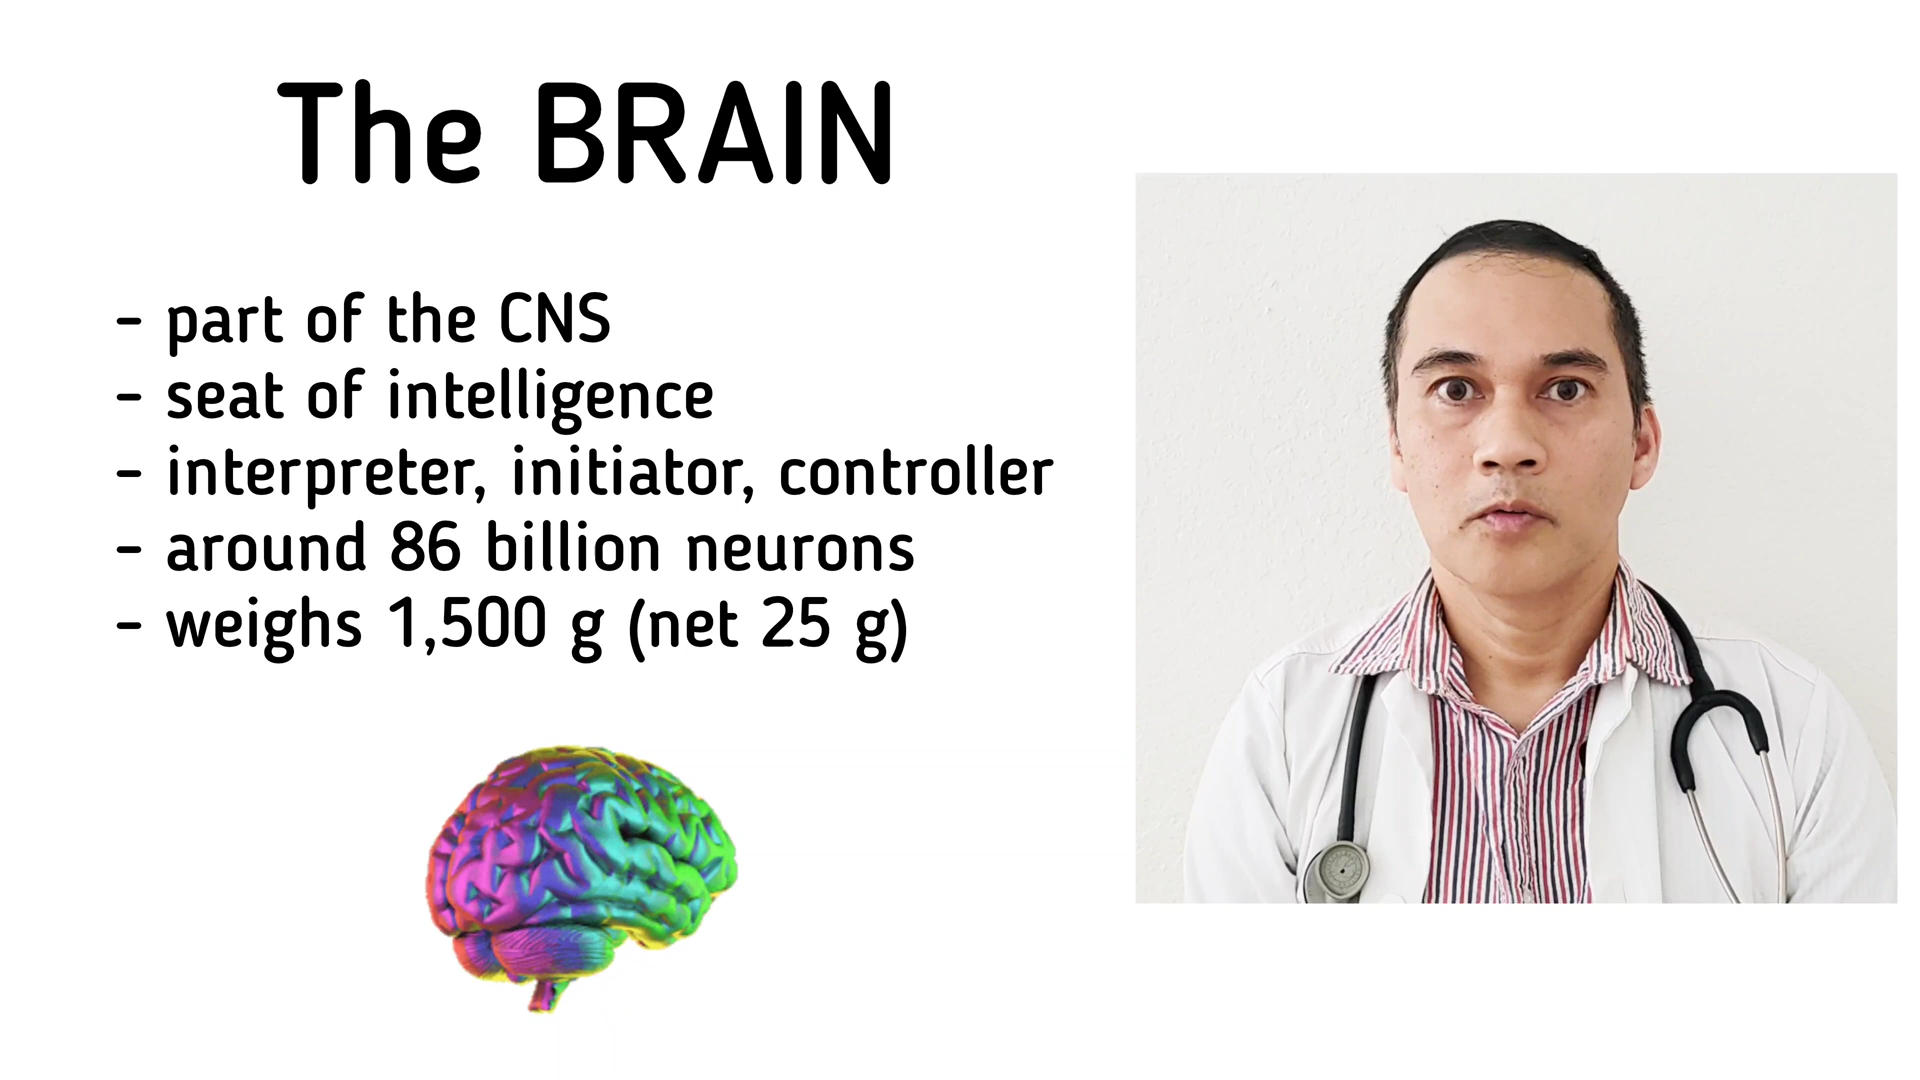 The BRAIN
- part of the CNS
- seat of intelligence
- interpreter, initiator, controller
- around 86 billion neurons
- weighs 1,500 g (net 25 g)